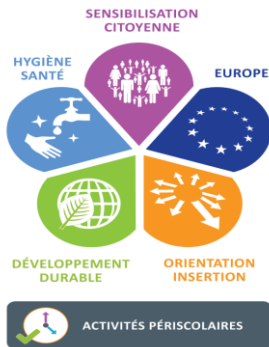 SENSIBILISATION
CITOYENNE
HYGIÈNE
SANTÉ
EUROPE
DÉVELOPPEMENT
DURABLE
ORIENTATION
INSERTION
ACTIVITÉS PÉRISCOLAIRES